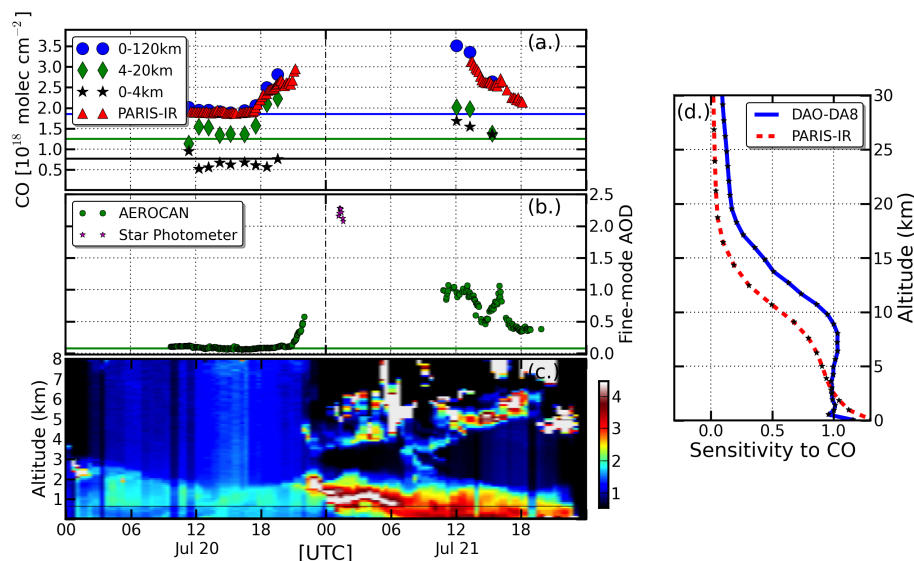 (a.)
0-120km
4-20km
0-4km
PARIS-IR
CO [10^18 molec cm^-2]
3.5
3.0
2.5
2.0
1.5
1.0
0.5
(b.)
AEROCAN
Star Photometer
2.5
2.0
1.5
1.0
0.5
0.0
Fine-mode AOD
(c.)
Altitude (km)
8
7
6
5
4
3
2
1
4
3
2
1
00 06 12 18 00 06 12 18
Jul 20 [UTC] Jul 21
(d.)
DAO-DA8
PARIS-IR
30
25
20
15
10
5
0
Altitude (km)
0.0 0.5 1.0
Sensitivity to CO